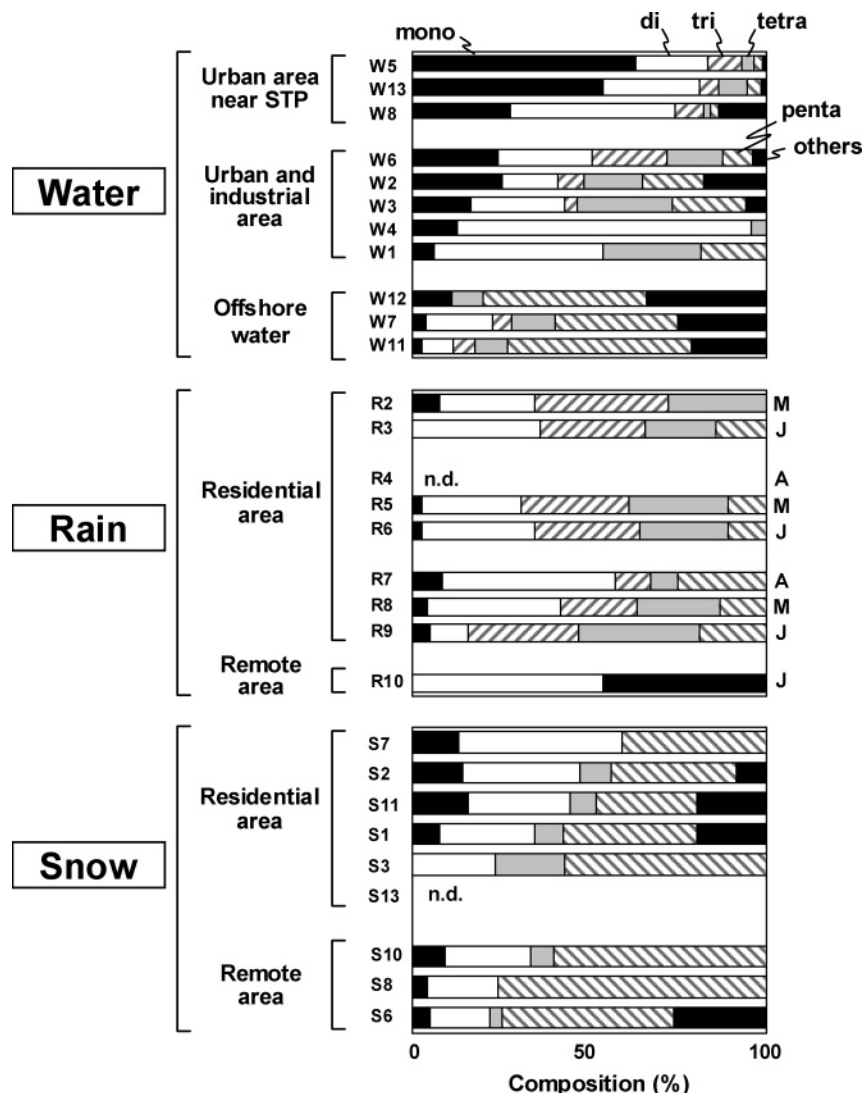 mono di tri tetra
penta
others
Water
Urban area
near STP
W5
W13
W8
Urban and
industrial
area
W6
W2
W3
W4
W1
Offshore
water
W12
W7
W11
Rain
Residential
area
R2 M
R3 J
R4 n.d. A
R5 M
R6 J
R7 A
R8 M
R9 J
Remote
area
R10 J
Snow
Residential
area
S7
S2
S11
S1
S3
S13 n.d.
Remote
area
S10
S8
S6
0 50 100
Composition (%)